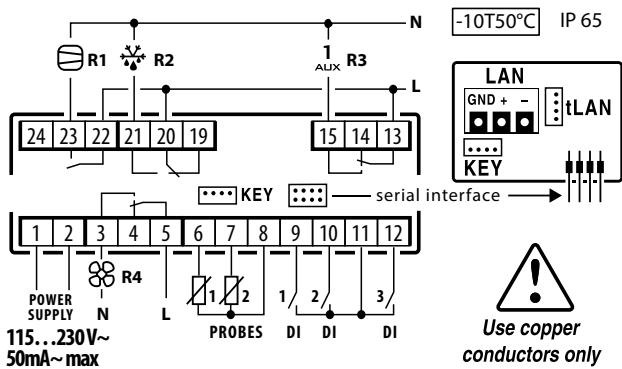 N
-10T50°C IP 65
R1 R2 1 AUX R3
L
LAN
GND + -
tLAN
KEY
24 23 22 21 20 19 15 14 13
KEY serial interface
1 2 3 4 5 6 7 8 9 10 11 12
R4
1 2 1 2 3
POWER
SUPPLY
N L PROBES DI DI DI
115...230V~
50mA~ max
Use copper
conductors only